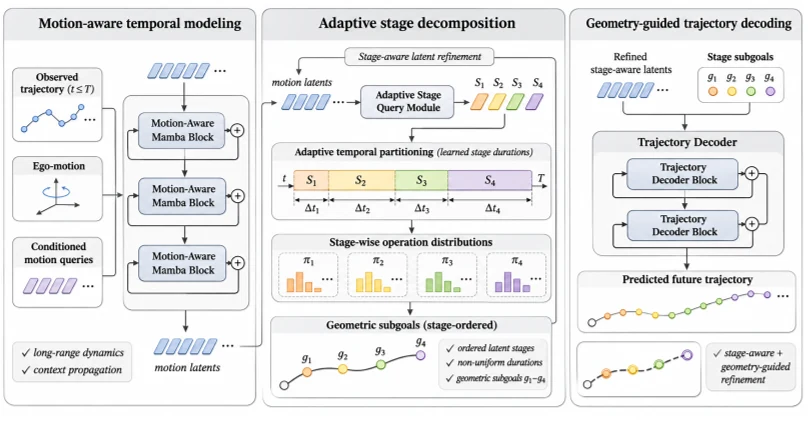 Motion-aware temporal modeling
Observed
trajectory (t ≤ T)
...
Ego-motion
Conditioned
motion queries
...
...
Motion-Aware
Mamba Block
+
Motion-Aware
Mamba Block
+
Motion-Aware
Mamba Block
+
✓ long-range dynamics
✓ context propagation
...
motion latents
Adaptive stage decomposition
Stage-aware latent refinement
motion latents
...
Adaptive Stage
Query Module
S1 S2 S3 S4
Adaptive temporal partitioning (learned stage durations)
t S1 S2 S3 S4 T
Δt1 Δt2 Δt3 Δt4
Stage-wise operation distributions
π1 π2 π3 π4
... ... ... ...
Geometric subgoals (stage-ordered)
g1 g2 g3 g4
✓ ordered latent stages
✓ non-uniform durations
✓ geometric subgoals g1–g4
Geometry-guided trajectory decoding
Refined
stage-aware latents
...
Stage subgoals
g1 g2 g3 g4
Trajectory Decoder
Trajectory
Decoder Block
+
Trajectory
Decoder Block
+
Predicted future trajectory
...
✓ stage-aware +
geometry-guided
refinement